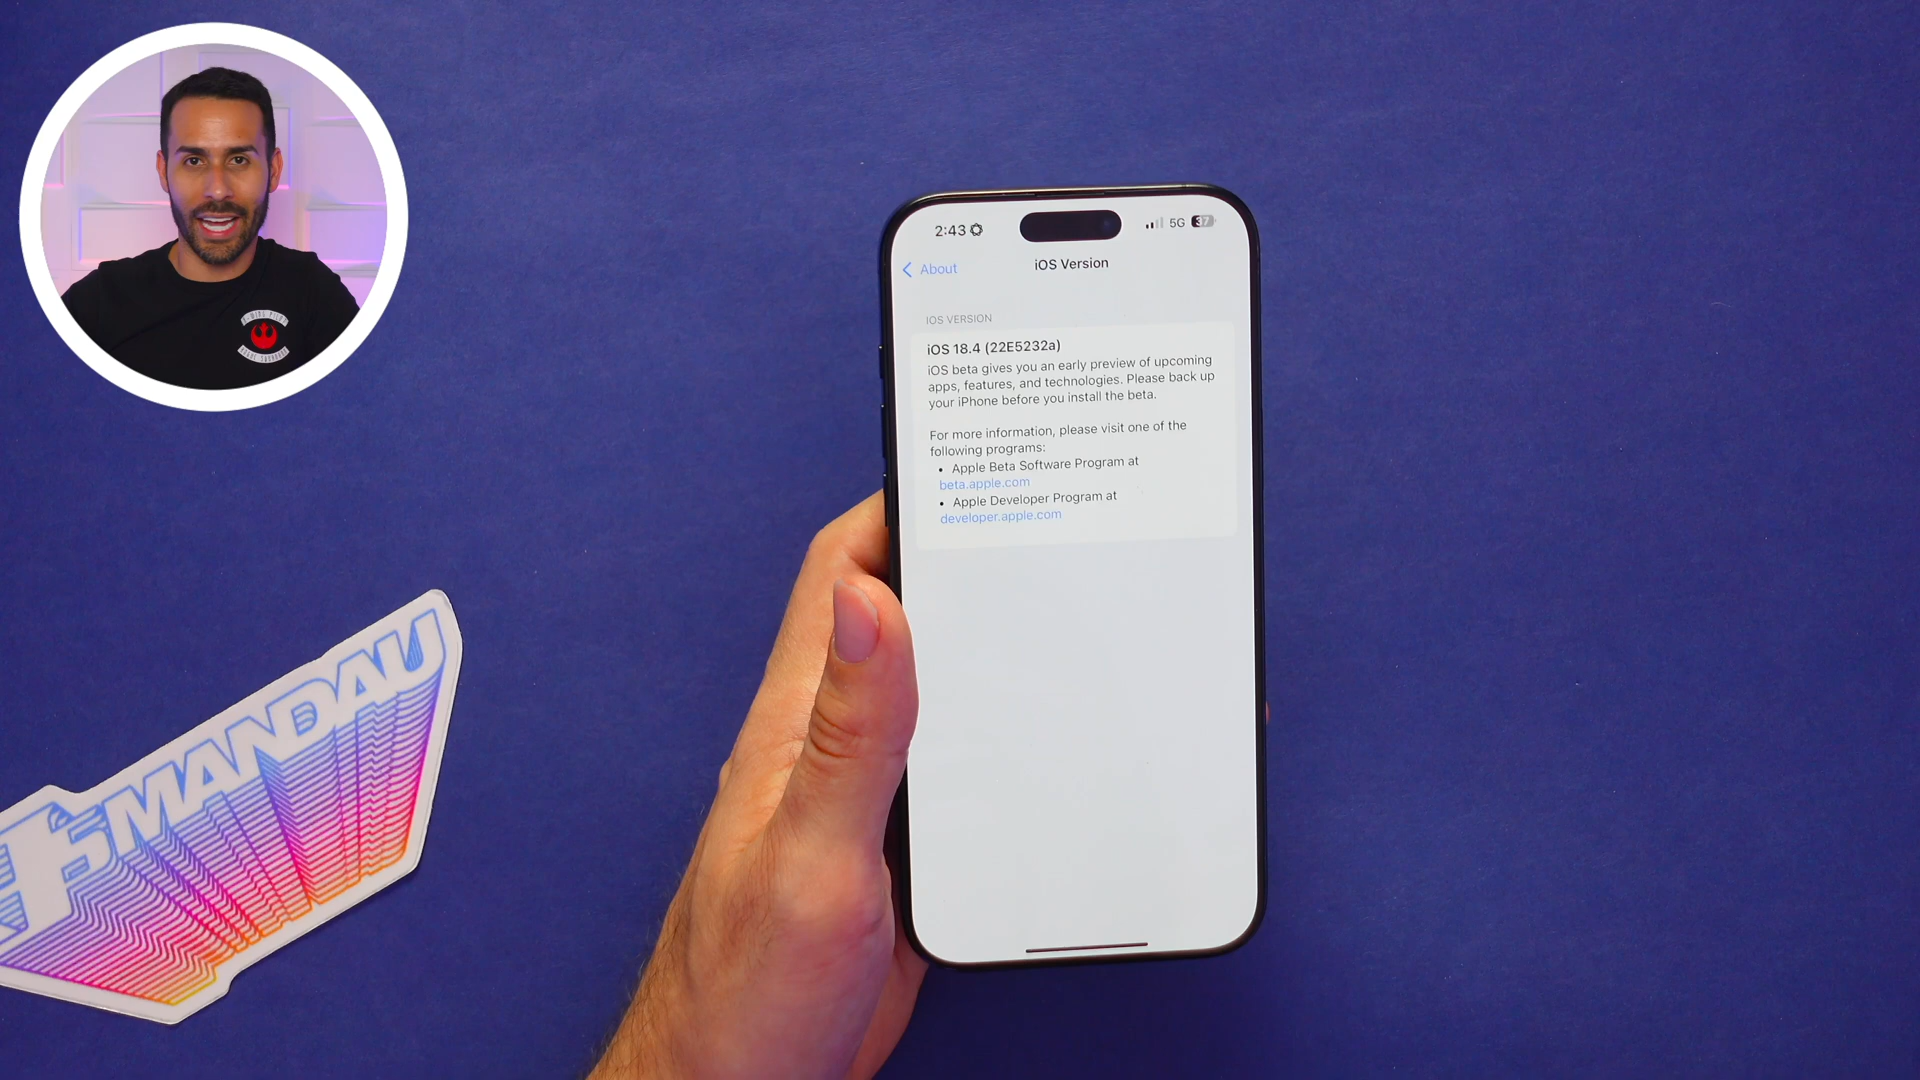 2:43
5G
37
About
iOS Version
IOS VERSION
iOS 18.4 (22E5232a)
iOS beta gives you an early preview of upcoming
apps, features, and technologies. Please back up
your iPhone before you install the beta.
For more information, please visit one of the
following programs:
• Apple Beta Software Program at
beta.apple.com
• Apple Developer Program at
developer.apple.com